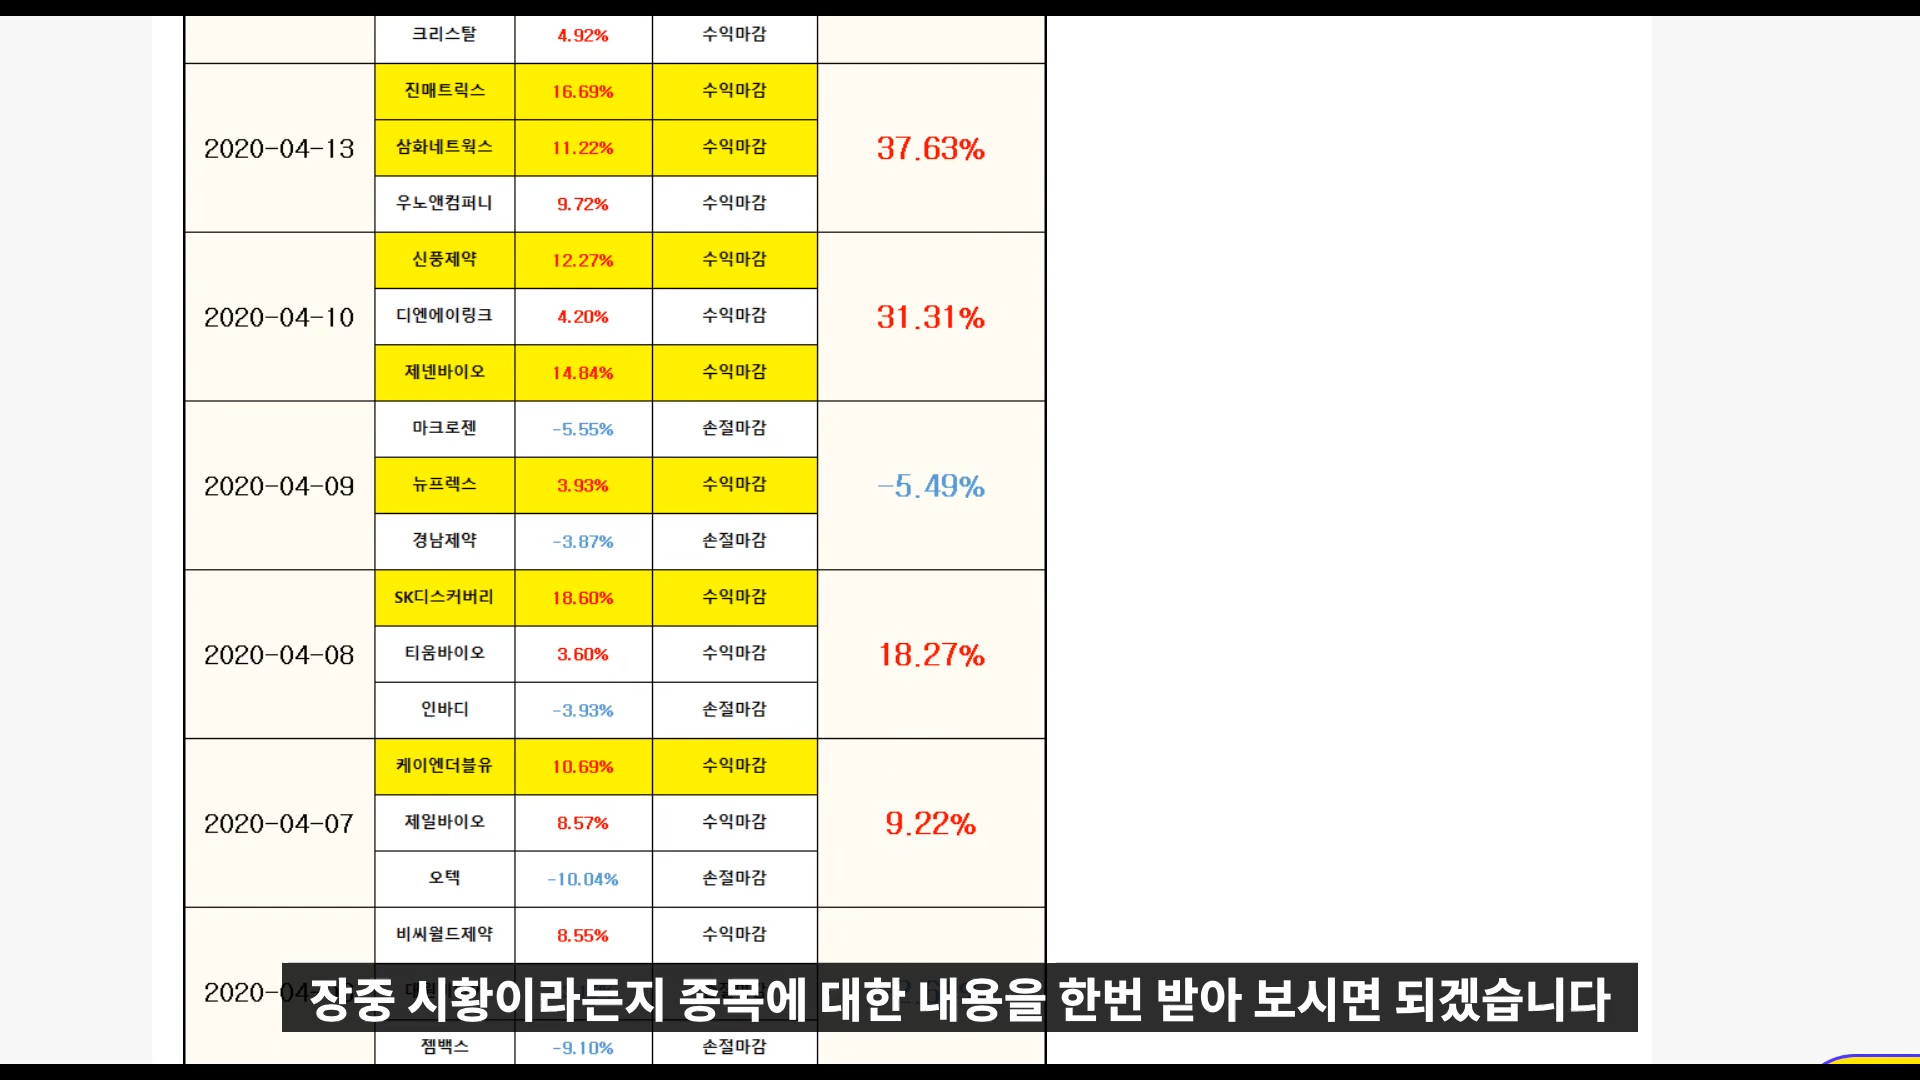 크리스탈 4.92% 수익마감
2020-04-13
진매트릭스 16.69% 수익마감
삼화네트웍스 11.22% 수익마감
우노앤컴퍼니 9.72% 수익마감
37.63%
2020-04-10
신풍제약 12.27% 수익마감
디엔에이링크 4.20% 수익마감
제넨바이오 14.84% 수익마감
31.31%
2020-04-09
마크로젠 -5.55% 손절마감
뉴프렉스 3.93% 수익마감
경남제약 -3.87% 손절마감
-5.49%
2020-04-08
SK디스커버리 18.60% 수익마감
티움바이오 3.60% 수익마감
인바디 -3.93% 손절마감
18.27%
2020-04-07
케이엔더블유 10.69% 수익마감
제일바이오 8.57% 수익마감
오텍 -10.04% 손절마감
9.22%
2020-04-
비씨월드제약 8.55% 수익마감
젬백스 -9.10% 손절마감
장중 시황이라든지 종목에 대한 내용을 한번 받아 보시면 되겠습니다